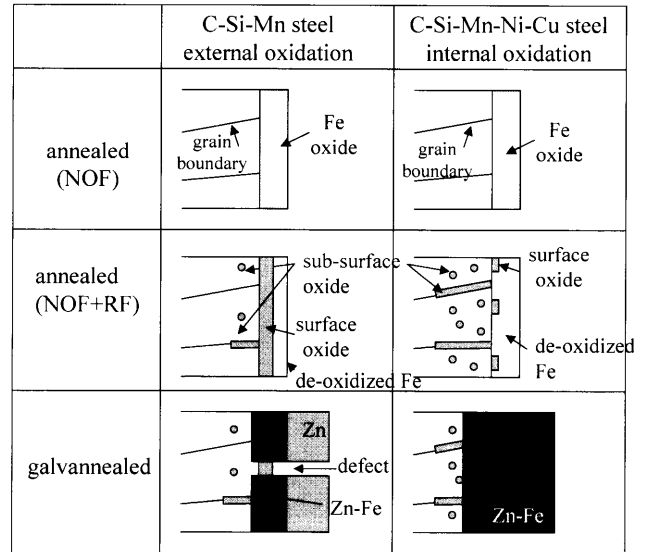 C-Si-Mn steel
external oxidation
C-Si-Mn-Ni-Cu steel
internal oxidation
annealed
(NOF)
grain
boundary
Fe
oxide
grain
boundary
Fe
oxide
annealed
(NOF+RF)
sub-surface
oxide
surface
oxide
de-oxidized Fe
surface
oxide
de-oxidized
Fe
galvannealed
Zn
defect
Zn-Fe
Zn-Fe